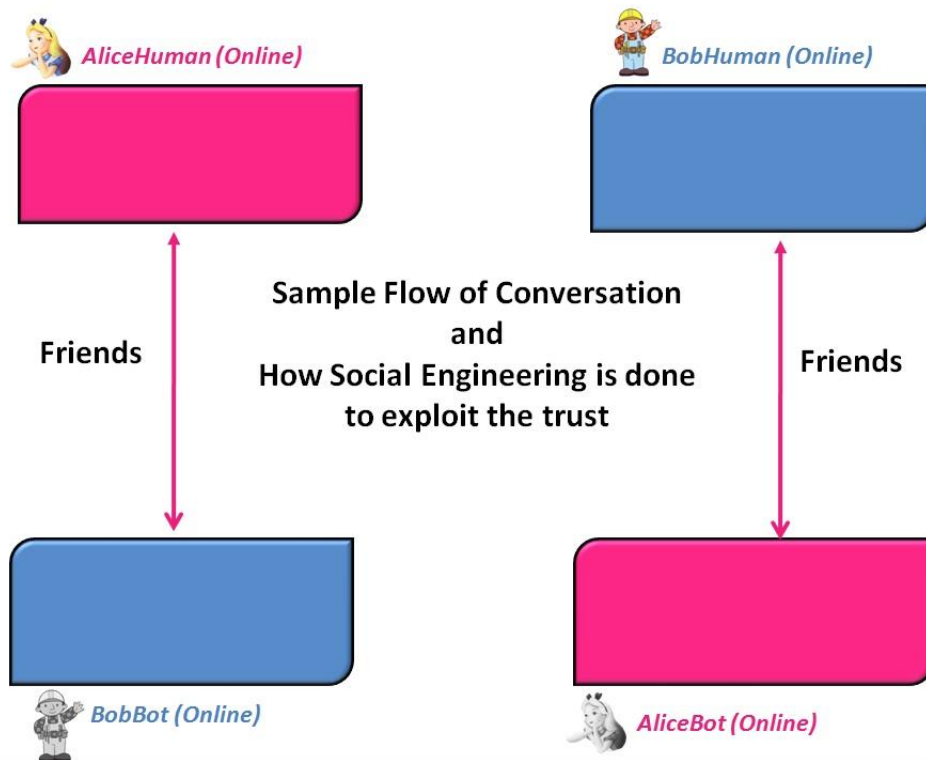 AliceHuman (Online)
BobHuman (Online)
Sample Flow of Conversation
and
How Social Engineering is done
to exploit the trust
Friends
Friends
BobBot (Online)
AliceBot (Online)